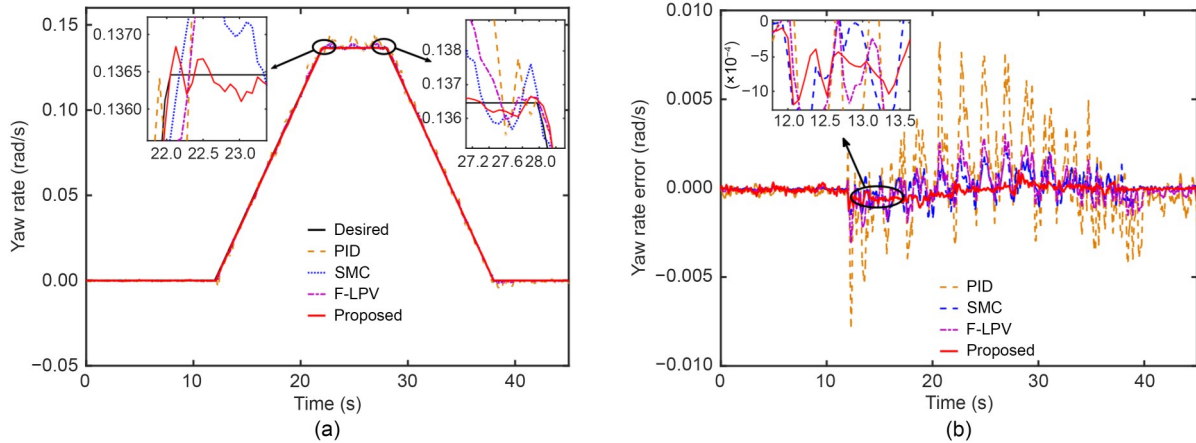 (a)
Yaw rate (rad/s)
0.15
0.10
0.05
0.00
−0.05
0 10 20 30 40
Time (s)
0.1370
0.1365
0.1360
22.0 22.5 23.0
0.138
0.136
27.2 27.6 28.0
Desired
PID
SMC
F-LPV
Proposed
(b)
Yaw rate error (rad/s)
0.010
0.005
0.000
−0.005
−0.010
0 10 20 30 40
Time (s)
(×10⁻⁴)
0
−5
−10
12.0 12.5 13.0 13.5
PID
SMC
F-LPV
Proposed